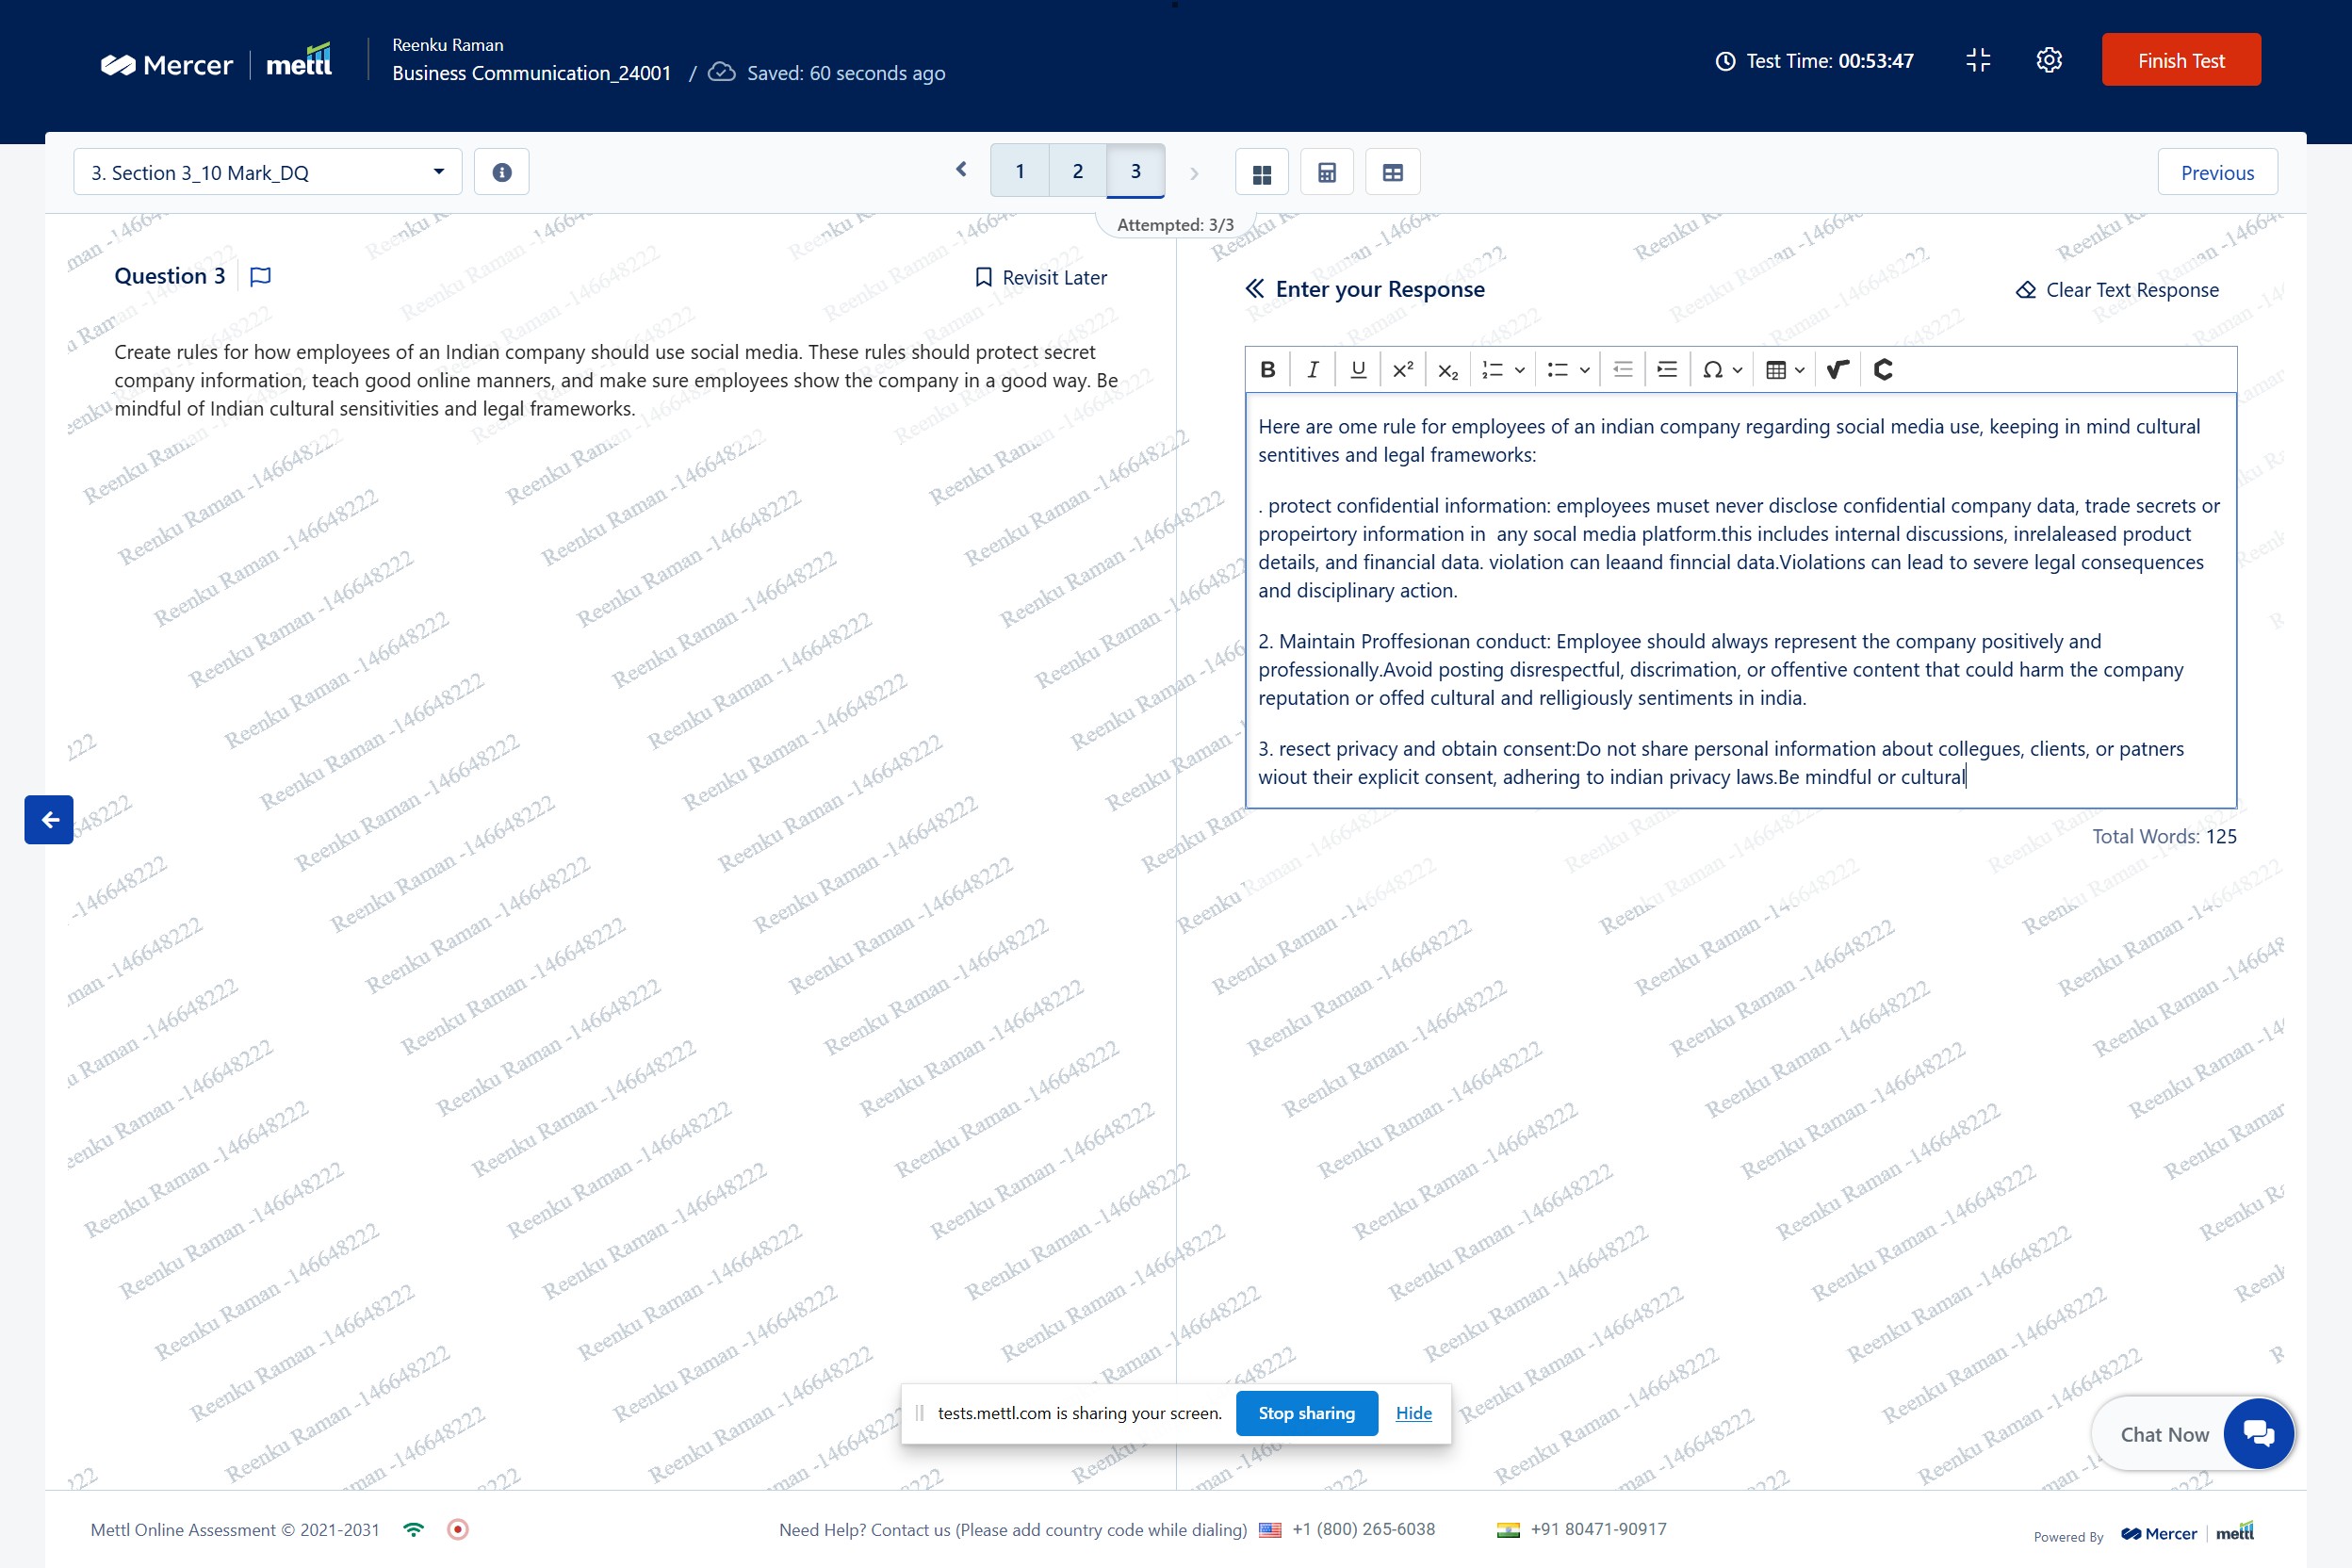 Mercer | mettl
Reenku Raman
Business Communication_24001 / Saved: 60 seconds ago
Test Time: 00:53:47
Finish Test
3. Section 3_10 Mark_DQ
1 2 3
Previous
Attempted: 3/3
Question 3
Revisit Later
Create rules for how employees of an Indian company should use social media. These rules should protect secret
company information, teach good online manners, and make sure employees show the company in a good way. Be
mindful of Indian cultural sensitivities and legal frameworks.
Enter your Response
Clear Text Response
Here are ome rule for employees of an indian company regarding social media use, keeping in mind cultural
sentitives and legal frameworks:
. protect confidential information: employees muset never disclose confidential company data, trade secrets or
propeirtory information in  any socal media platform.this includes internal discussions, inrelaleased product
details, and financial data. violation can leaand finncial data.Violations can lead to severe legal consequences
and disciplinary action.
2. Maintain Proffesionan conduct: Employee should always represent the company positively and
professionally.Avoid posting disrespectful, discrimation, or offentive content that could harm the company
reputation or offed cultural and relligiously sentiments in india.
3. resect privacy and obtain consent:Do not share personal information about collegues, clients, or patners
wiout their explicit consent, adhering to indian privacy laws.Be mindful or cultural
Total Words: 125
Reenku Raman -146648222
tests.mettl.com is sharing your screen.
Stop sharing
Hide
Chat Now
Mettl Online Assessment © 2021-2031
Need Help? Contact us (Please add country code while dialing) +1 (800) 265-6038 +91 80471-90917
Powered By Mercer | mettl